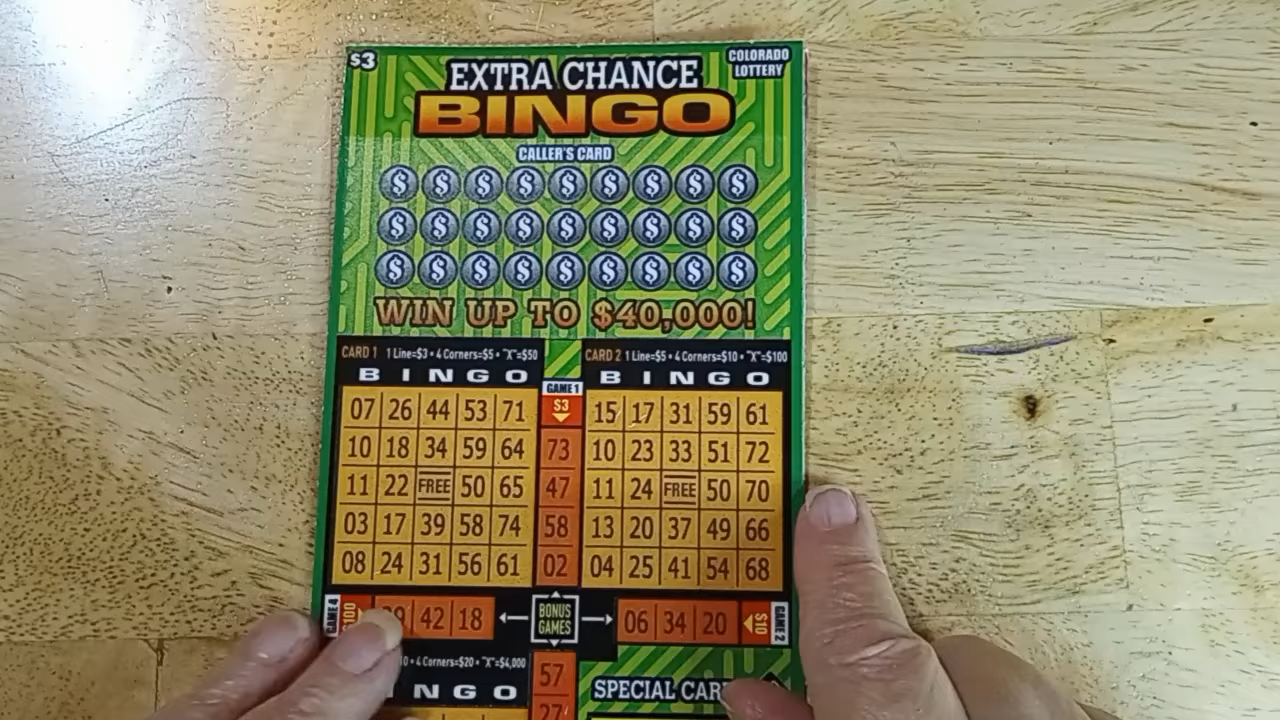 $3
EXTRA CHANCE
COLORADO
LOTTERY
BINGO
CALLER'S CARD
$ $ $ $ $ $ $ $ $
$ $ $ $ $ $ $ $ $
$ $ $ $ $ $ $ $ $
WIN UP TO $40,000!
CARD 1 1 Line=$3 • 4 Corners=$5 • "X"=$50
B I N G O
07 26 44 53 71
10 18 34 59 64
11 22 FREE 50 65
03 17 39 58 74
08 24 31 56 61
GAME 1
$3
73
47
58
02
CARD 2 1 Line=$5 • 4 Corners=$10 • "X"=$100
B I N G O
15 17 31 59 61
10 23 33 51 72
11 24 FREE 50 70
13 20 37 49 66
04 25 41 54 68
$100
42 18
BONUS
GAMES
06 34 20
$10
GAME 2
4 Corners=$20 • "X"=$4,000
N G O
57
27
SPECIAL